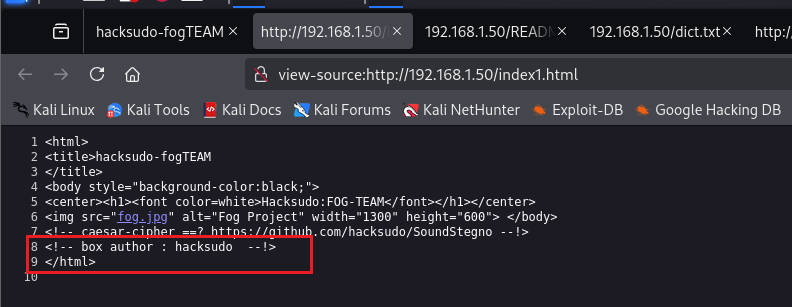 hacksudo-fogTEAM × http://192.168.1.50/ × 192.168.1.50/READ × 192.168.1.50/dict.txt × http://
view-source:http://192.168.1.50/index1.html
Kali Linux Kali Tools Kali Docs Kali Forums Kali NetHunter Exploit-DB Google Hacking DB
1 <html>
2 <title>hacksudo-fogTEAM
3 </title>
4 <body style="background-color:black;">
5 <center><h1><font color=white>Hacksudo:FOG-TEAM</font></h1></center>
6 <img src="fog.jpg" alt="Fog Project" width="1300" height="600"> </body>
7 <!-- caesar-cipher ==? https://github.com/hacksudo/SoundStegno --!>
8 <!-- box author : hacksudo  --!>
9 </html>
10